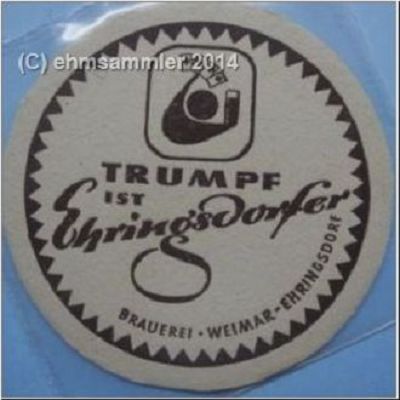 (C) ehmsammler 2014
TRUMPF
IST
Ehringsdorfer
BRAUEREI · WEIMAR-EHRINGSDORF